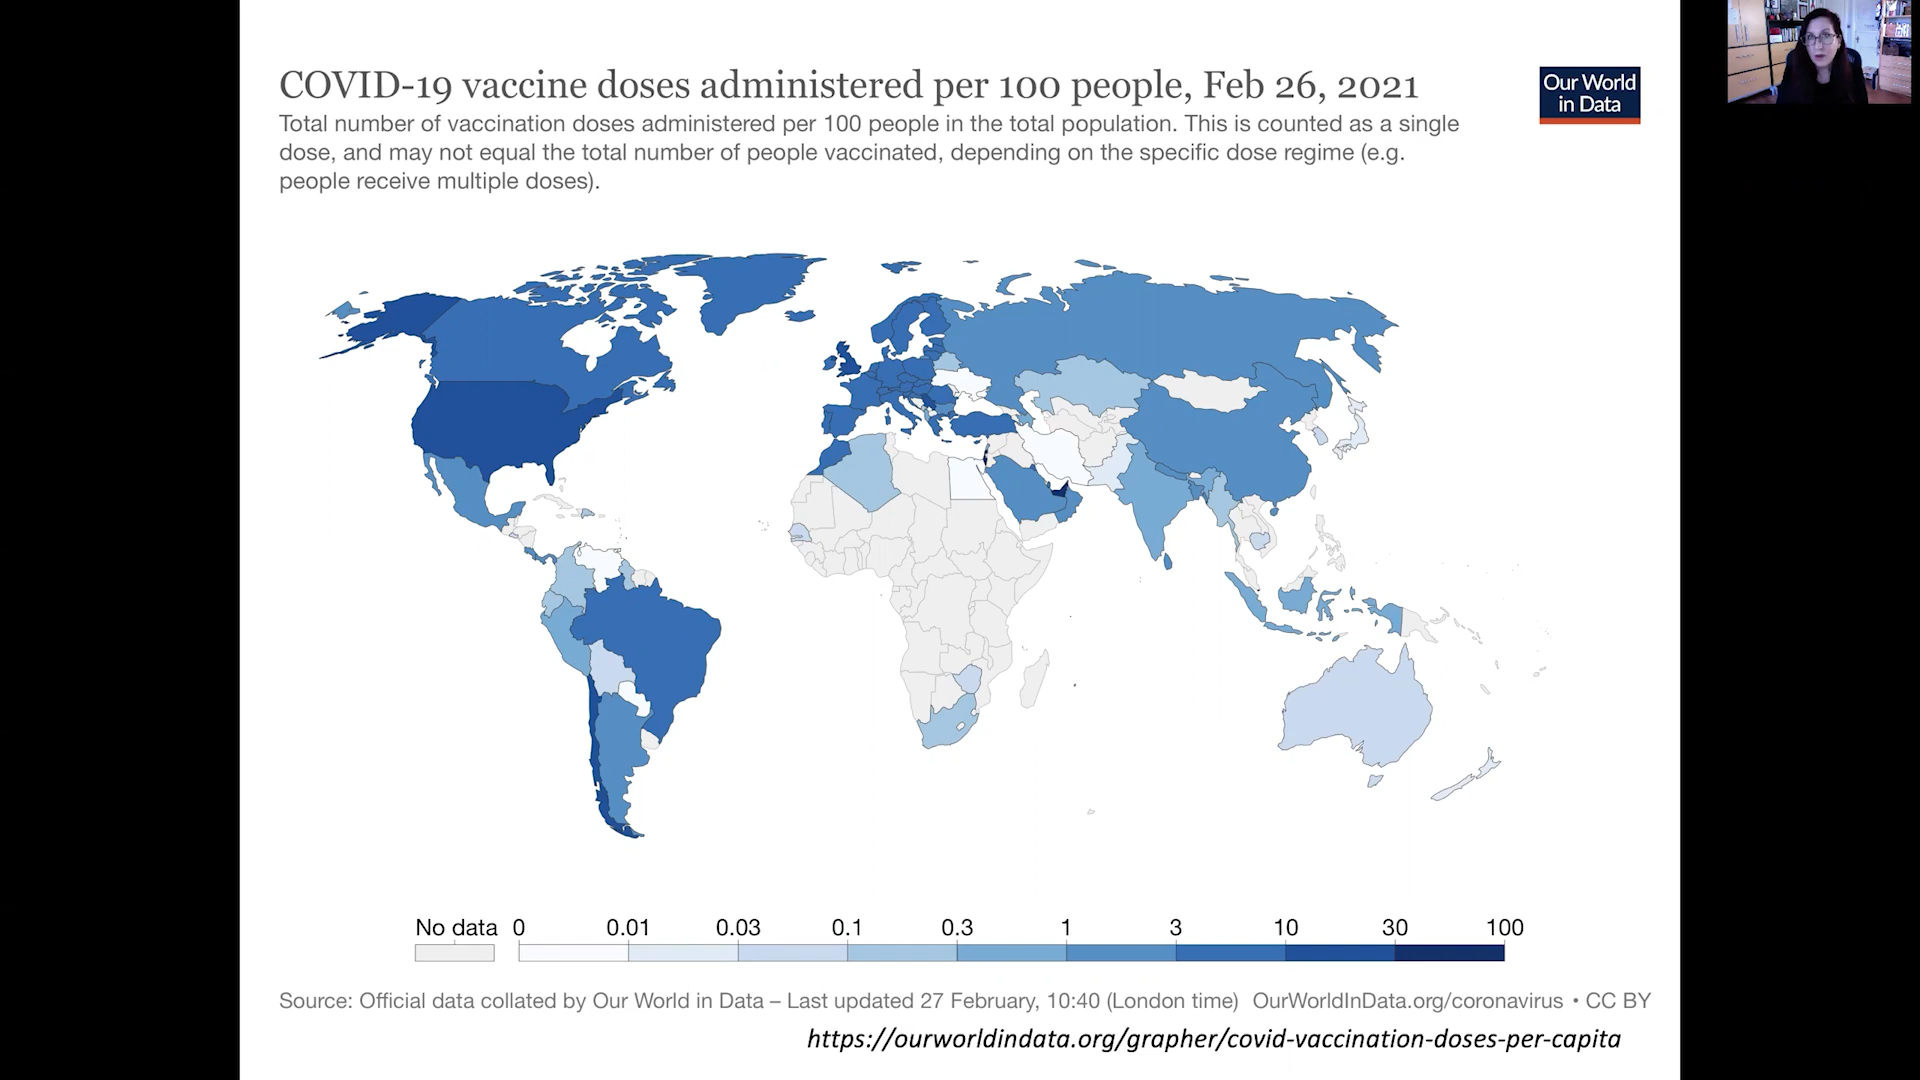 COVID-19 vaccine doses administered per 100 people, Feb 26, 2021
Our World
in Data
Total number of vaccination doses administered per 100 people in the total population. This is counted as a single
dose, and may not equal the total number of people vaccinated, depending on the specific dose regime (e.g.
people receive multiple doses).
No data 0 0.01 0.03 0.1 0.3 1 3 10 30 100
Source: Official data collated by Our World in Data – Last updated 27 February, 10:40 (London time) OurWorldInData.org/coronavirus • CC BY
https://ourworldindata.org/grapher/covid-vaccination-doses-per-capita